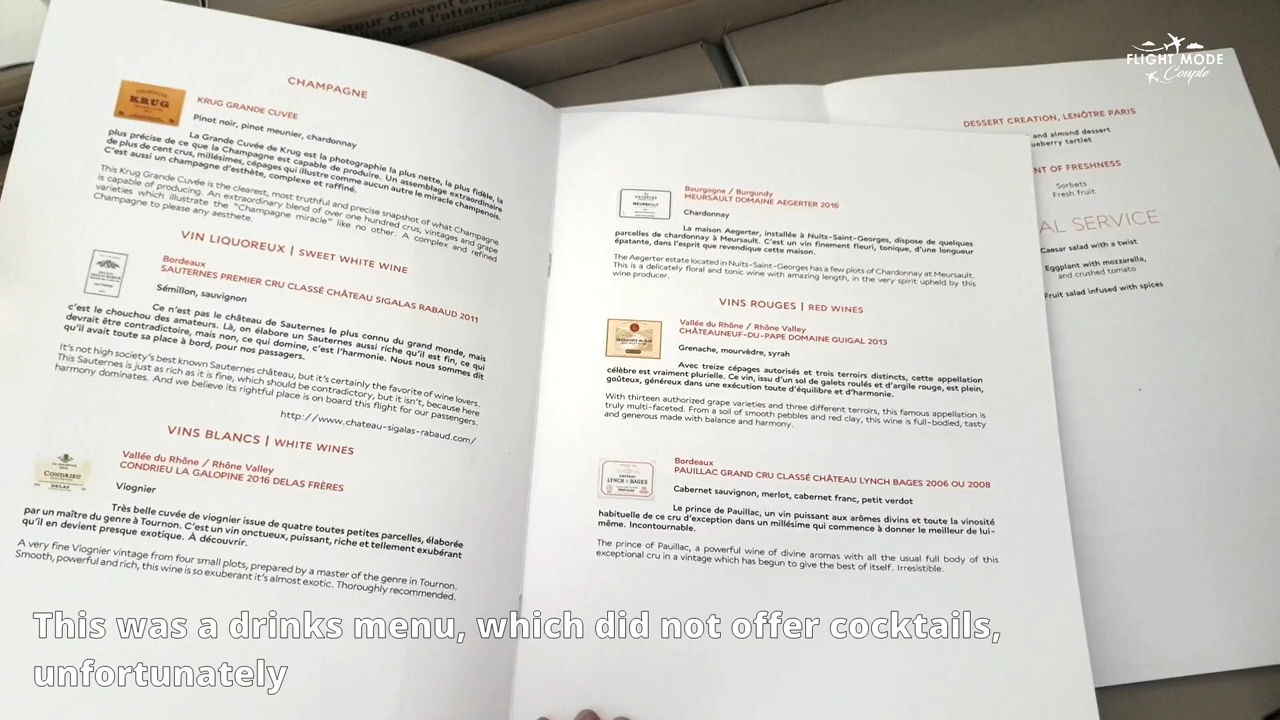 iteur doivent
FLIGHT MODE
Couple
CHAMPAGNE
KRUG
KRUG GRANDE CUVÉE
Pinot noir, pinot meunier, chardonnay
La Grande Cuvée de Krug est la photographie la plus nette, la plus fidèle, la
plus précise de ce que la Champagne est capable de produire. Un assemblage extraordinaire
de plus de cent crus, millésimes, cépages qui illustre comme aucun autre le miracle champenois.
C'est aussi un champagne d'esthète, complexe et raffiné.
This Krug Grande Cuvée is the clearest, most truthful and precise snapshot of what Champagne
is capable of producing. An extraordinary blend of over one hundred crus, vintages and grape
varieties which illustrate the "Champagne miracle" like no other. A complex and refined
Champagne to please any aesthete.
VIN LIQUOREUX | SWEET WHITE WINE
Bordeaux
SAUTERNES PREMIER CRU CLASSÉ CHÂTEAU SIGALAS RABAUD 2011
Sémillon, sauvignon
Ce n'est pas le château de Sauternes le plus connu du grand monde, mais
c'est le chouchou des amateurs. Là, on élabore un Sauternes aussi riche qu'il est fin, ce qui
devrait être contradictoire, mais non, ce qui domine, c'est l'harmonie. Nous nous sommes dit
qu'il avait toute sa place à bord, pour nos passagers.
It's not high society's best known Sauternes château, but it's certainly the favorite of wine lovers.
This Sauternes is just as rich as it is fine, which should be contradictory, but it isn't, because here
harmony dominates. And we believe its rightful place is on board this flight for our passengers.
http://www.chateau-sigalas-rabaud.com/
VINS BLANCS | WHITE WINES
CONDRIEU
DELAS
Vallée du Rhône / Rhône Valley
CONDRIEU LA GALOPINE 2016 DELAS FRÈRES
Viognier
Très belle cuvée de viognier issue de quatre toutes petites parcelles, élaborée
par un maître du genre à Tournon. C'est un vin onctueux, puissant, riche et tellement exubérant
qu'il en devient presque exotique. À découvrir.
A very fine Viognier vintage from four small plots, prepared by a master of the genre in Tournon.
Smooth, powerful and rich, this wine is so exuberant it's almost exotic. Thoroughly recommended.
MEURSAULT
Bourgogne / Burgundy
MEURSAULT DOMAINE AEGERTER 2016
Chardonnay
La maison Aegerter, installée à Nuits-Saint-Georges, dispose de quelques
parcelles de chardonnay à Meursault. C'est un vin finement fleuri, tonique, d'une longueur
épatante, dans l'esprit que revendique cette maison.
The Aegerter estate located in Nuits-Saint-Georges has a few plots of Chardonnay at Meursault.
This is a delicately floral and tonic wine with amazing length, in the very spirit upheld by this
wine producer.
VINS ROUGES | RED WINES
Vallée du Rhône / Rhône Valley
CHÂTEAUNEUF-DU-PAPE DOMAINE GUIGAL 2013
Grenache, mourvèdre, syrah
Avec treize cépages autorisés et trois terroirs distincts, cette appellation
célèbre est vraiment plurielle. Ce vin, issu d'un sol de galets roulés et d'argile rouge, est plein,
goûteux, généreux dans une exécution toute d'équilibre et d'harmonie.
With thirteen authorized grape varieties and three different terroirs, this famous appellation is
truly multi-faceted. From a soil of smooth pebbles and red clay, this wine is full-bodied, tasty
and generous made with balance and harmony.
LYNCH BAGES
Bordeaux
PAUILLAC GRAND CRU CLASSÉ CHÂTEAU LYNCH BAGES 2006 OU 2008
Cabernet sauvignon, merlot, cabernet franc, petit verdot
Le prince de Pauillac, un vin puissant aux arômes divins et toute la vinosité
habituelle de ce cru d'exception dans un millésime qui commence à donner le meilleur de lui-
même. Incontournable.
The prince of Pauillac, a powerful wine of divine aromas with all the usual full body of this
exceptional cru in a vintage which has begun to give the best of itself. Irresistible.
DESSERT CREATION, LENÔTRE PARIS
and almond dessert
ueberry tartlet
NT OF FRESHNESS
Sorbets
Fresh fruit
AL SERVICE
Caesar salad with a twist
Eggplant with mozzarella,
and crushed tomato
Fruit salad infused with spices
This was a drinks menu, which did not offer cocktails,
unfortunately